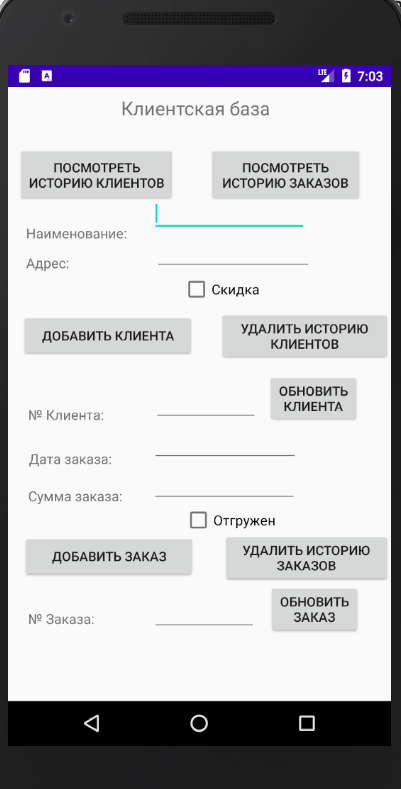 LTE 7:03
Клиентская база
ПОСМОТРЕТЬ
ИСТОРИЮ КЛИЕНТОВ
ПОСМОТРЕТЬ
ИСТОРИЮ ЗАКАЗОВ
Наименование:
Адрес:
Скидка
ДОБАВИТЬ КЛИЕНТА
УДАЛИТЬ ИСТОРИЮ
КЛИЕНТОВ
№ Клиента:
ОБНОВИТЬ
КЛИЕНТА
Дата заказа:
Сумма заказа:
Отгружен
ДОБАВИТЬ ЗАКАЗ
УДАЛИТЬ ИСТОРИЮ
ЗАКАЗОВ
№ Заказа:
ОБНОВИТЬ
ЗАКАЗ